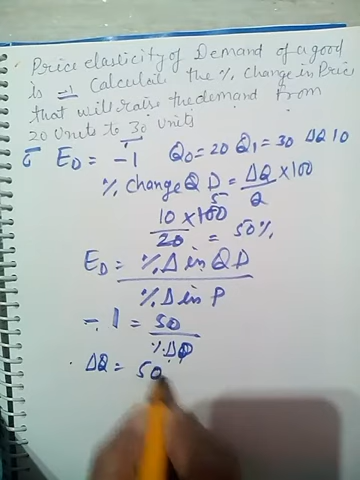 Price elasticity of Demand of a good
is -1 Calculate the % change in Price
that will raise the demand from
20 Units to 30 units
ED = -1 Q0 = 20 Q1 = 30 ΔQ 10
% change Q D = ΔQ/Q × 100
10 × 100/20 5 = 50%
ED = % Δ in QD
% Δ in P
- 1 = 50
% ΔP
ΔQ = 50